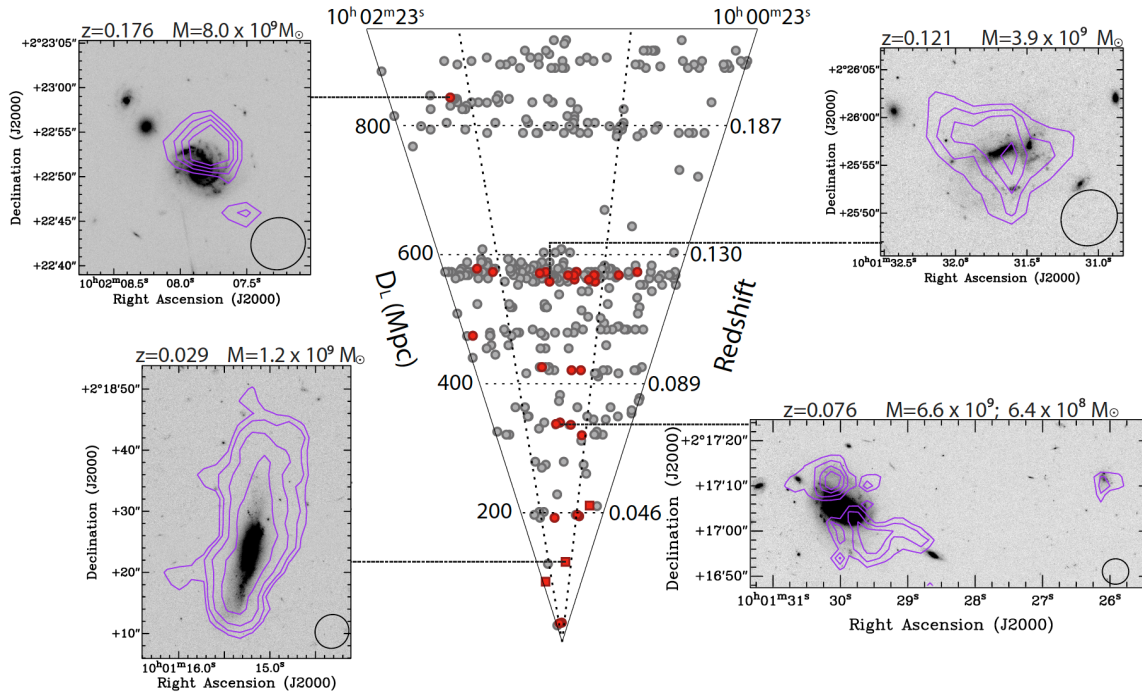 10ʰ02ᵐ23ˢ
10ʰ00ᵐ23ˢ
z=0.176 M=8.0 x 10⁹M☉
+2°23′05″
+23′00″
+22′55″
+22′50″
+22′45″
+22′40″
Declination (J2000)
10ʰ02ᵐ08.5ˢ 08.0ˢ 07.5ˢ
Right Ascension (J2000)
z=0.121 M=3.9 x 10⁹ M☉
+2°26′05″
+26′00″
+25′55″
+25′50″
Declination (J2000)
10ʰ01ᵐ32.5ˢ 32.0ˢ 31.5ˢ 31.0ˢ
Right Ascension (J2000)
800 0.187
600 0.130
400 0.089
200 0.046
D_L (Mpc)
Redshift
z=0.029 M=1.2 x 10⁹ M☉
+2°18′50″
+40″
+30″
+20″
+10″
Declination (J2000)
10ʰ01ᵐ16.0ˢ 15.0ˢ
Right Ascension (J2000)
z=0.076 M=6.6 x 10⁹; 6.4 x 10⁸ M☉
+2°17′20″
+17′10″
+17′00″
+16′50″
Declination (J2000)
10ʰ01ᵐ31ˢ 30ˢ 29ˢ 28ˢ 27ˢ 26ˢ
Right Ascension (J2000)